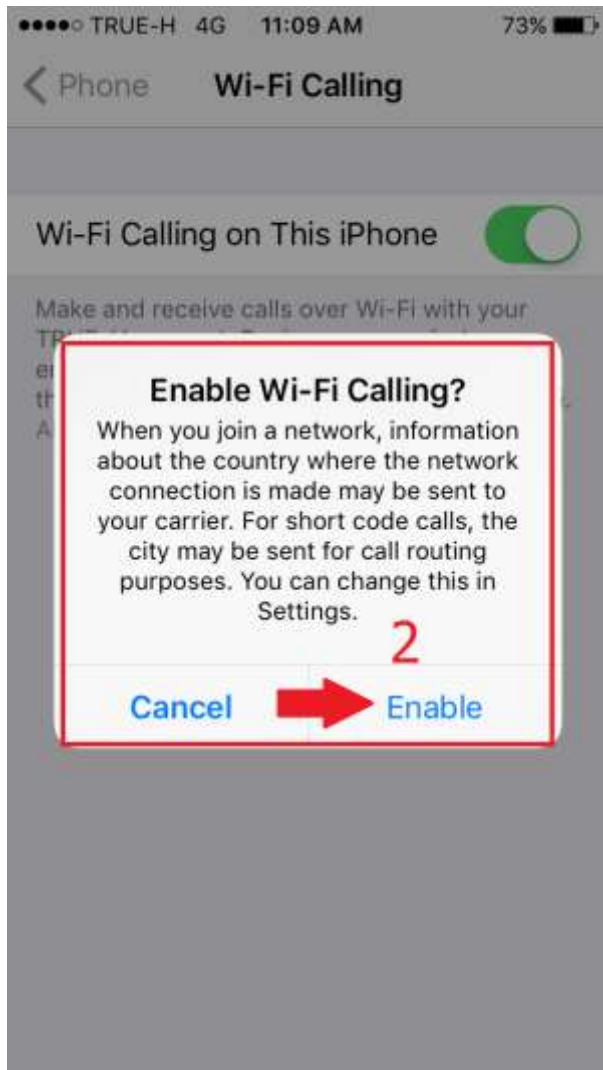 TRUE-H 4G 11:09 AM 73%
Phone Wi-Fi Calling
Wi-Fi Calling on This iPhone
Make and receive calls over Wi-Fi with your
Enable Wi-Fi Calling?
When you join a network, information
about the country where the network
connection is made may be sent to
your carrier. For short code calls, the
city may be sent for call routing
purposes. You can change this in
Settings.
2
Cancel Enable